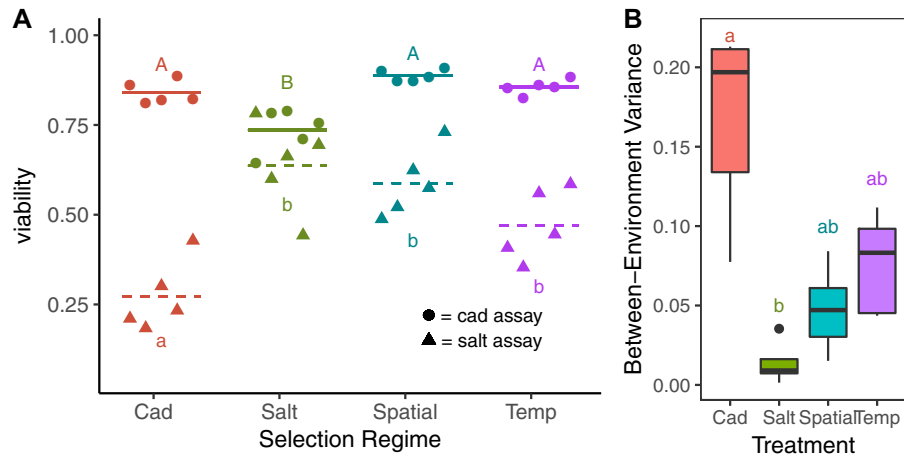 A
viability
1.00
0.75
0.50
0.25
A
B
A
A
b
b
b
a
= cad assay
= salt assay
Cad Salt Spatial Temp
Selection Regime
B
Between−Environment Variance
0.20
0.15
0.10
0.05
0.00
a
ab
ab
b
Cad Salt Spatial Temp
Treatment